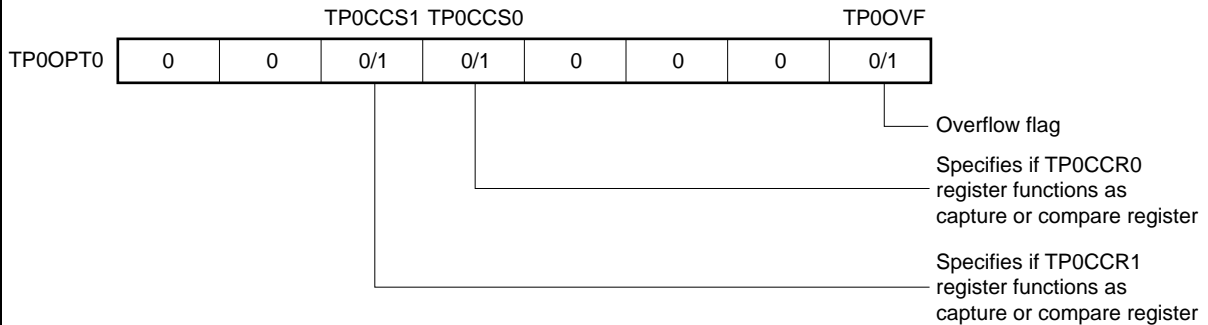 TP0CCS1 TP0CCS0 TP0OVF
TP0OPT0 0 0 0/1 0/1 0 0 0 0/1
Overflow flag
Specifies if TP0CCR0
register functions as
capture or compare register
Specifies if TP0CCR1
register functions as
capture or compare register